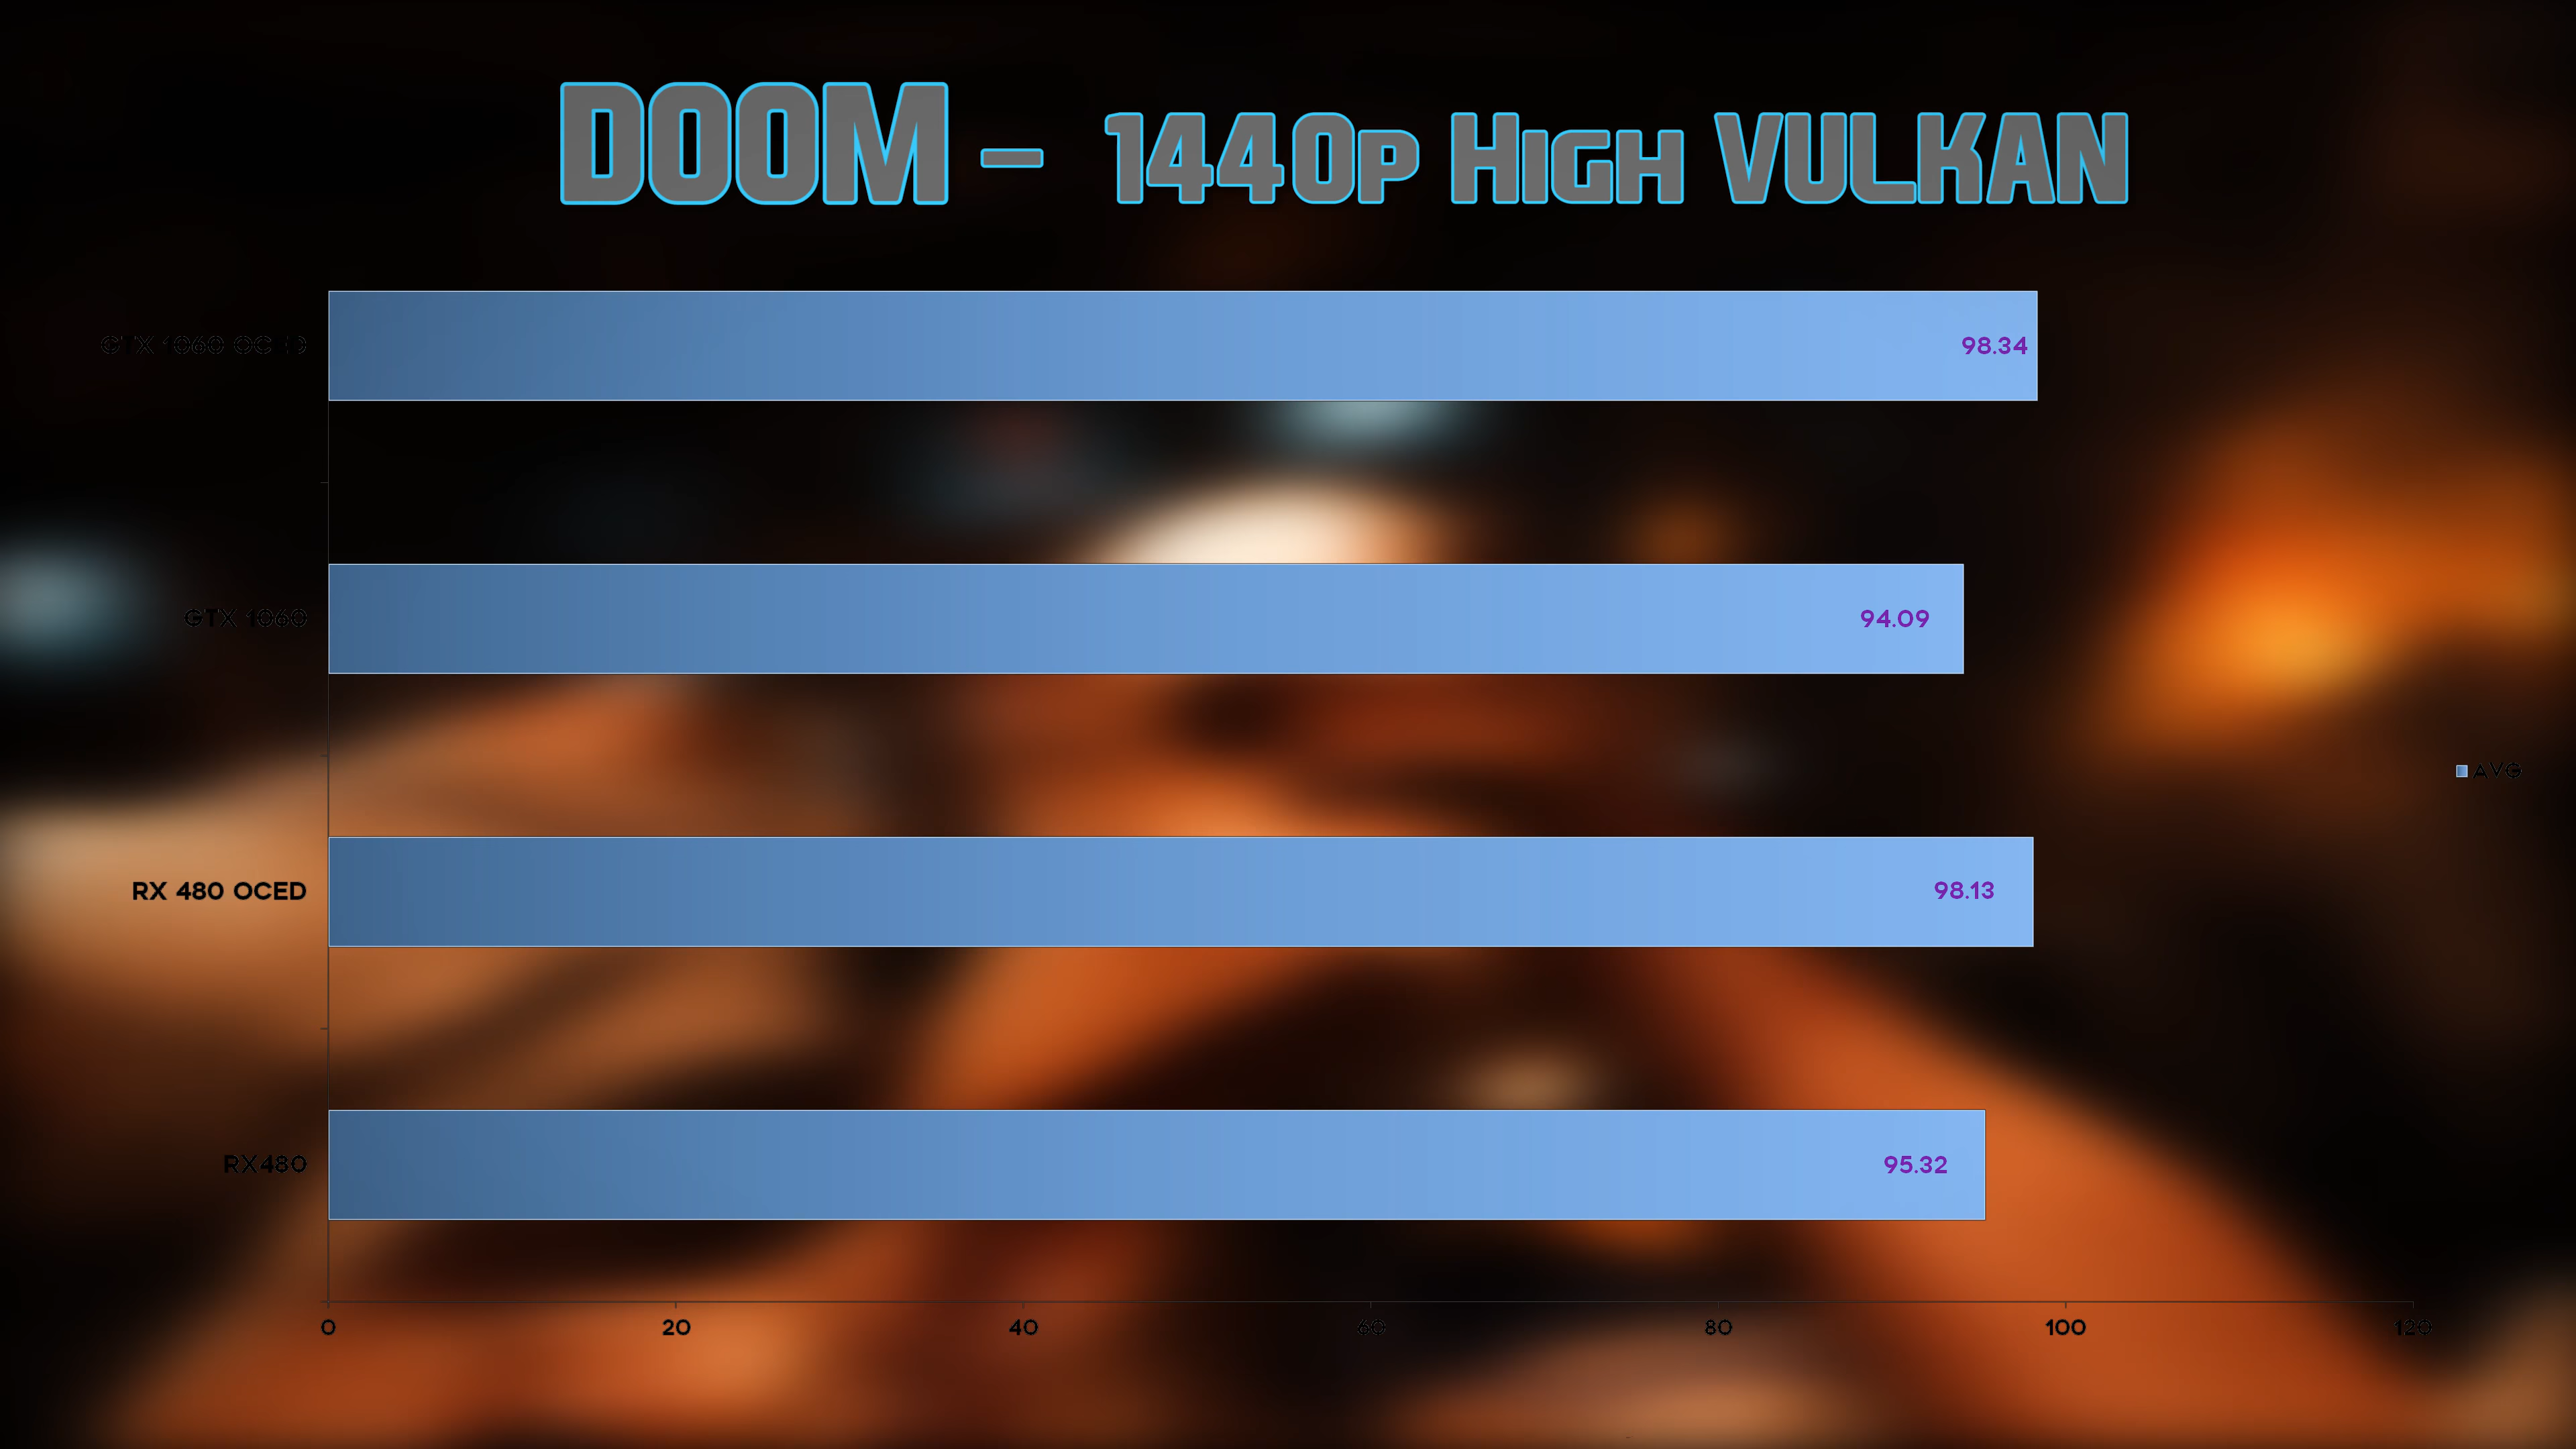 DOOM – 1440p High VULKAN
GTX 1060 OCED
98.34
GTX 1060
94.09
AVG
RX 480 OCED
98.13
RX480
95.32
0 20 40 60 80 100 120